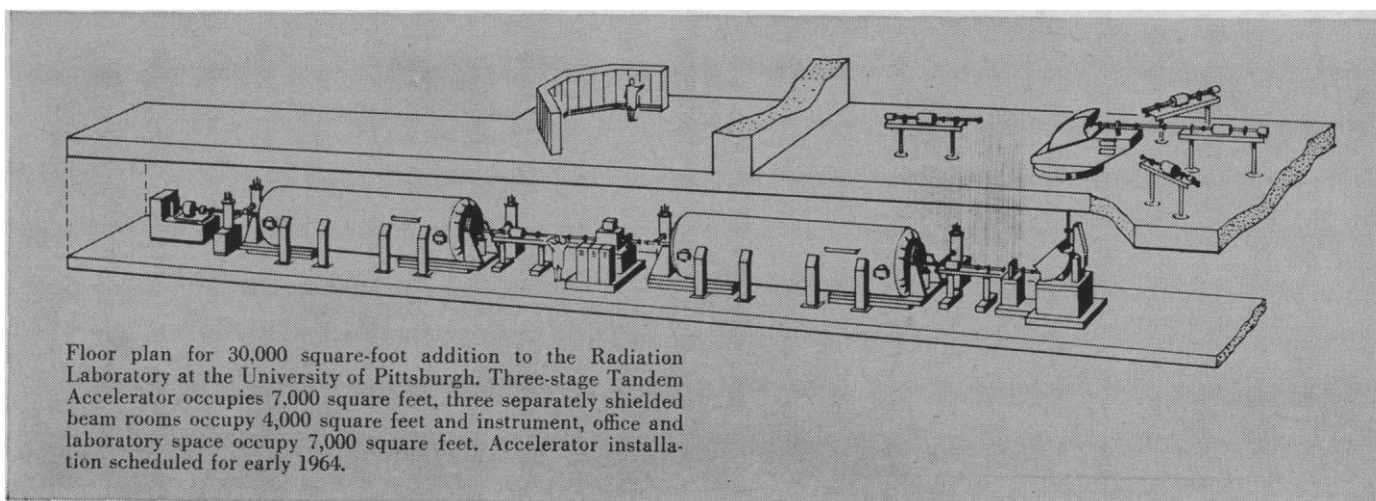 Floor plan for 30,000 square-foot addition to the Radiation
Laboratory at the University of Pittsburgh. Three-stage Tandem
Accelerator occupies 7,000 square feet, three separately shielded
beam rooms occupy 4,000 square feet and instrument, office and
laboratory space occupy 7,000 square feet. Accelerator installa-
tion scheduled for early 1964.